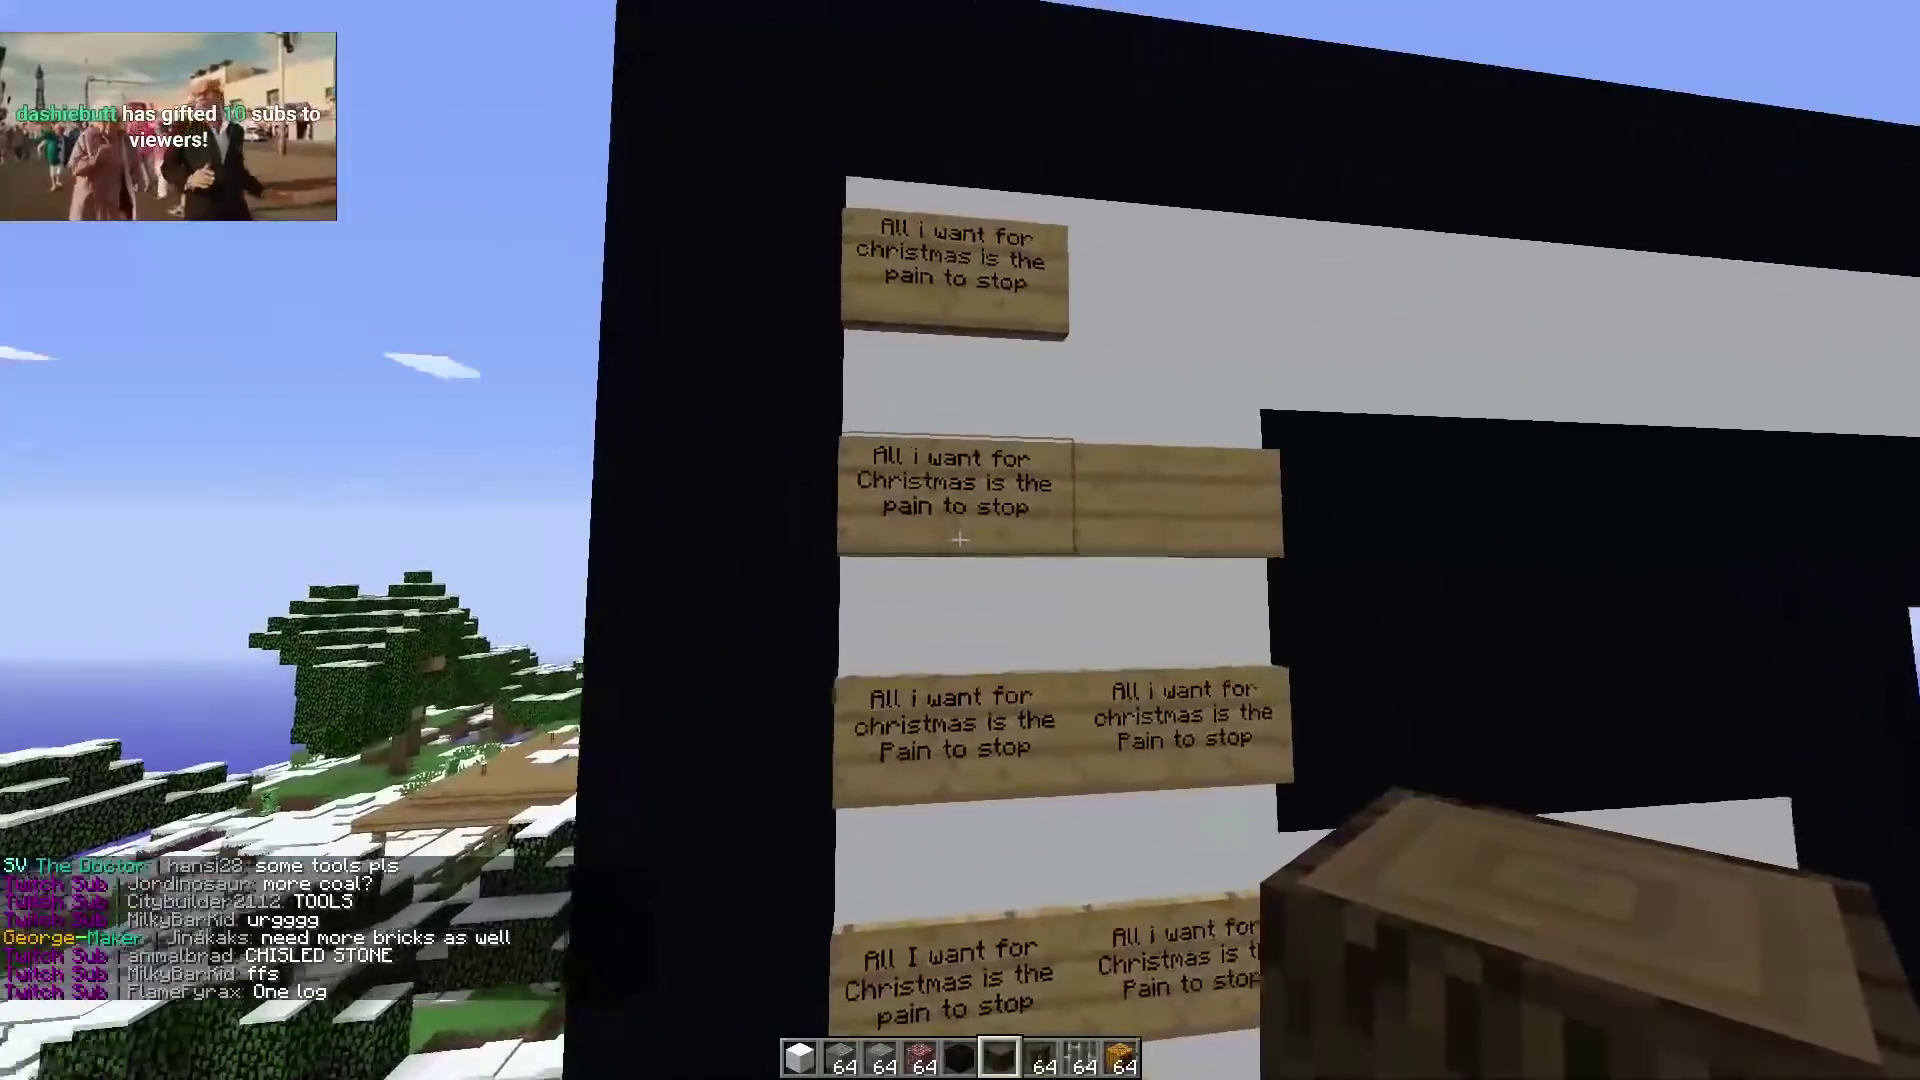 dashiebutt has gifted 10 subs to
viewers!
All i want for
christmas is the
pain to stop
All i want for
Christmas is the
pain to stop
All i want for
christmas is the
Pain to stop
All i want for
christmas is the
Pain to stop
All I want for
Christmas is the
pain to stop
All i want for
Christmas is
Pain to stop
SV The Doctor | hansi28: some tools pls
Twitch Sub | Jordinosaur: more coal?
Twitch Sub | Citybuilder2112: TOOLS
Twitch Sub | MilkyBarKid: urgggg
George-Maker | Jinakaks: need more bricks as well
Twitch Sub | animalbrad: CHISLED STONE
Twitch Sub | MilkyBarKid: ffs
Twitch Sub | FlameFyrax: One log
64 64 64 64 64 64